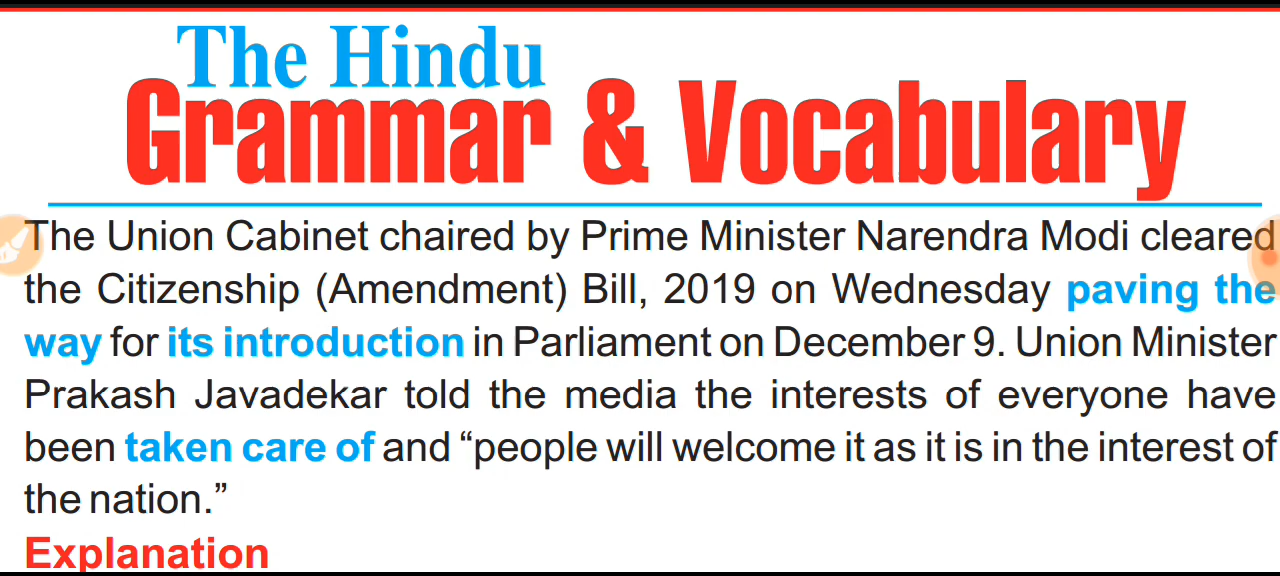 The Hindu
Grammar & Vocabulary
The Union Cabinet chaired by Prime Minister Narendra Modi cleared
the Citizenship (Amendment) Bill, 2019 on Wednesday paving the
way for its introduction in Parliament on December 9. Union Minister
Prakash Javadekar told the media the interests of everyone have
been taken care of and “people will welcome it as it is in the interest of
the nation.”
Explanation